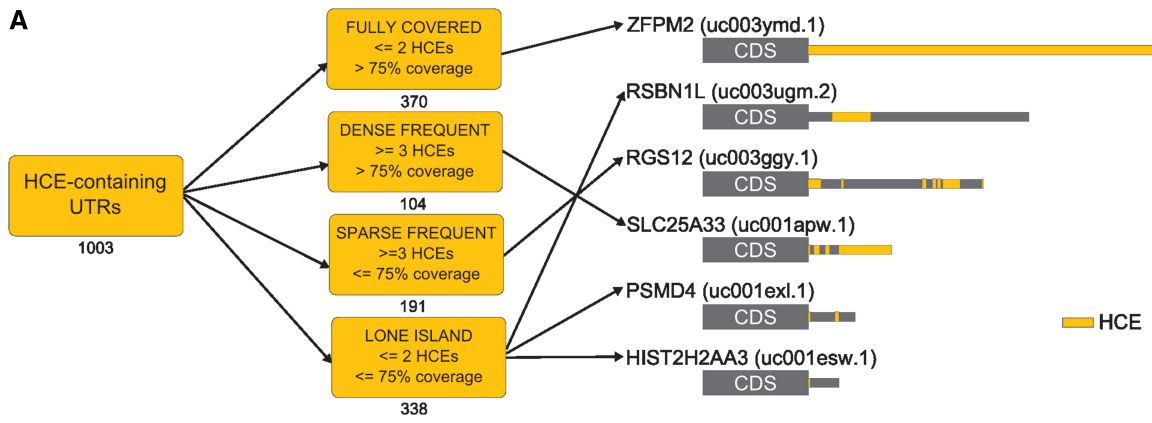 A
HCE-containing
UTRs
1003
FULLY COVERED
<= 2 HCEs
> 75% coverage
370
DENSE FREQUENT
>= 3 HCEs
> 75% coverage
104
SPARSE FREQUENT
>=3 HCEs
<= 75% coverage
191
LONE ISLAND
<= 2 HCEs
<= 75% coverage
338
ZFPM2 (uc003ymd.1)
CDS
RSBN1L (uc003ugm.2)
CDS
RGS12 (uc003ggy.1)
CDS
SLC25A33 (uc001apw.1)
CDS
PSMD4 (uc001exl.1)
CDS
HIST2H2AA3 (uc001esw.1)
CDS
HCE